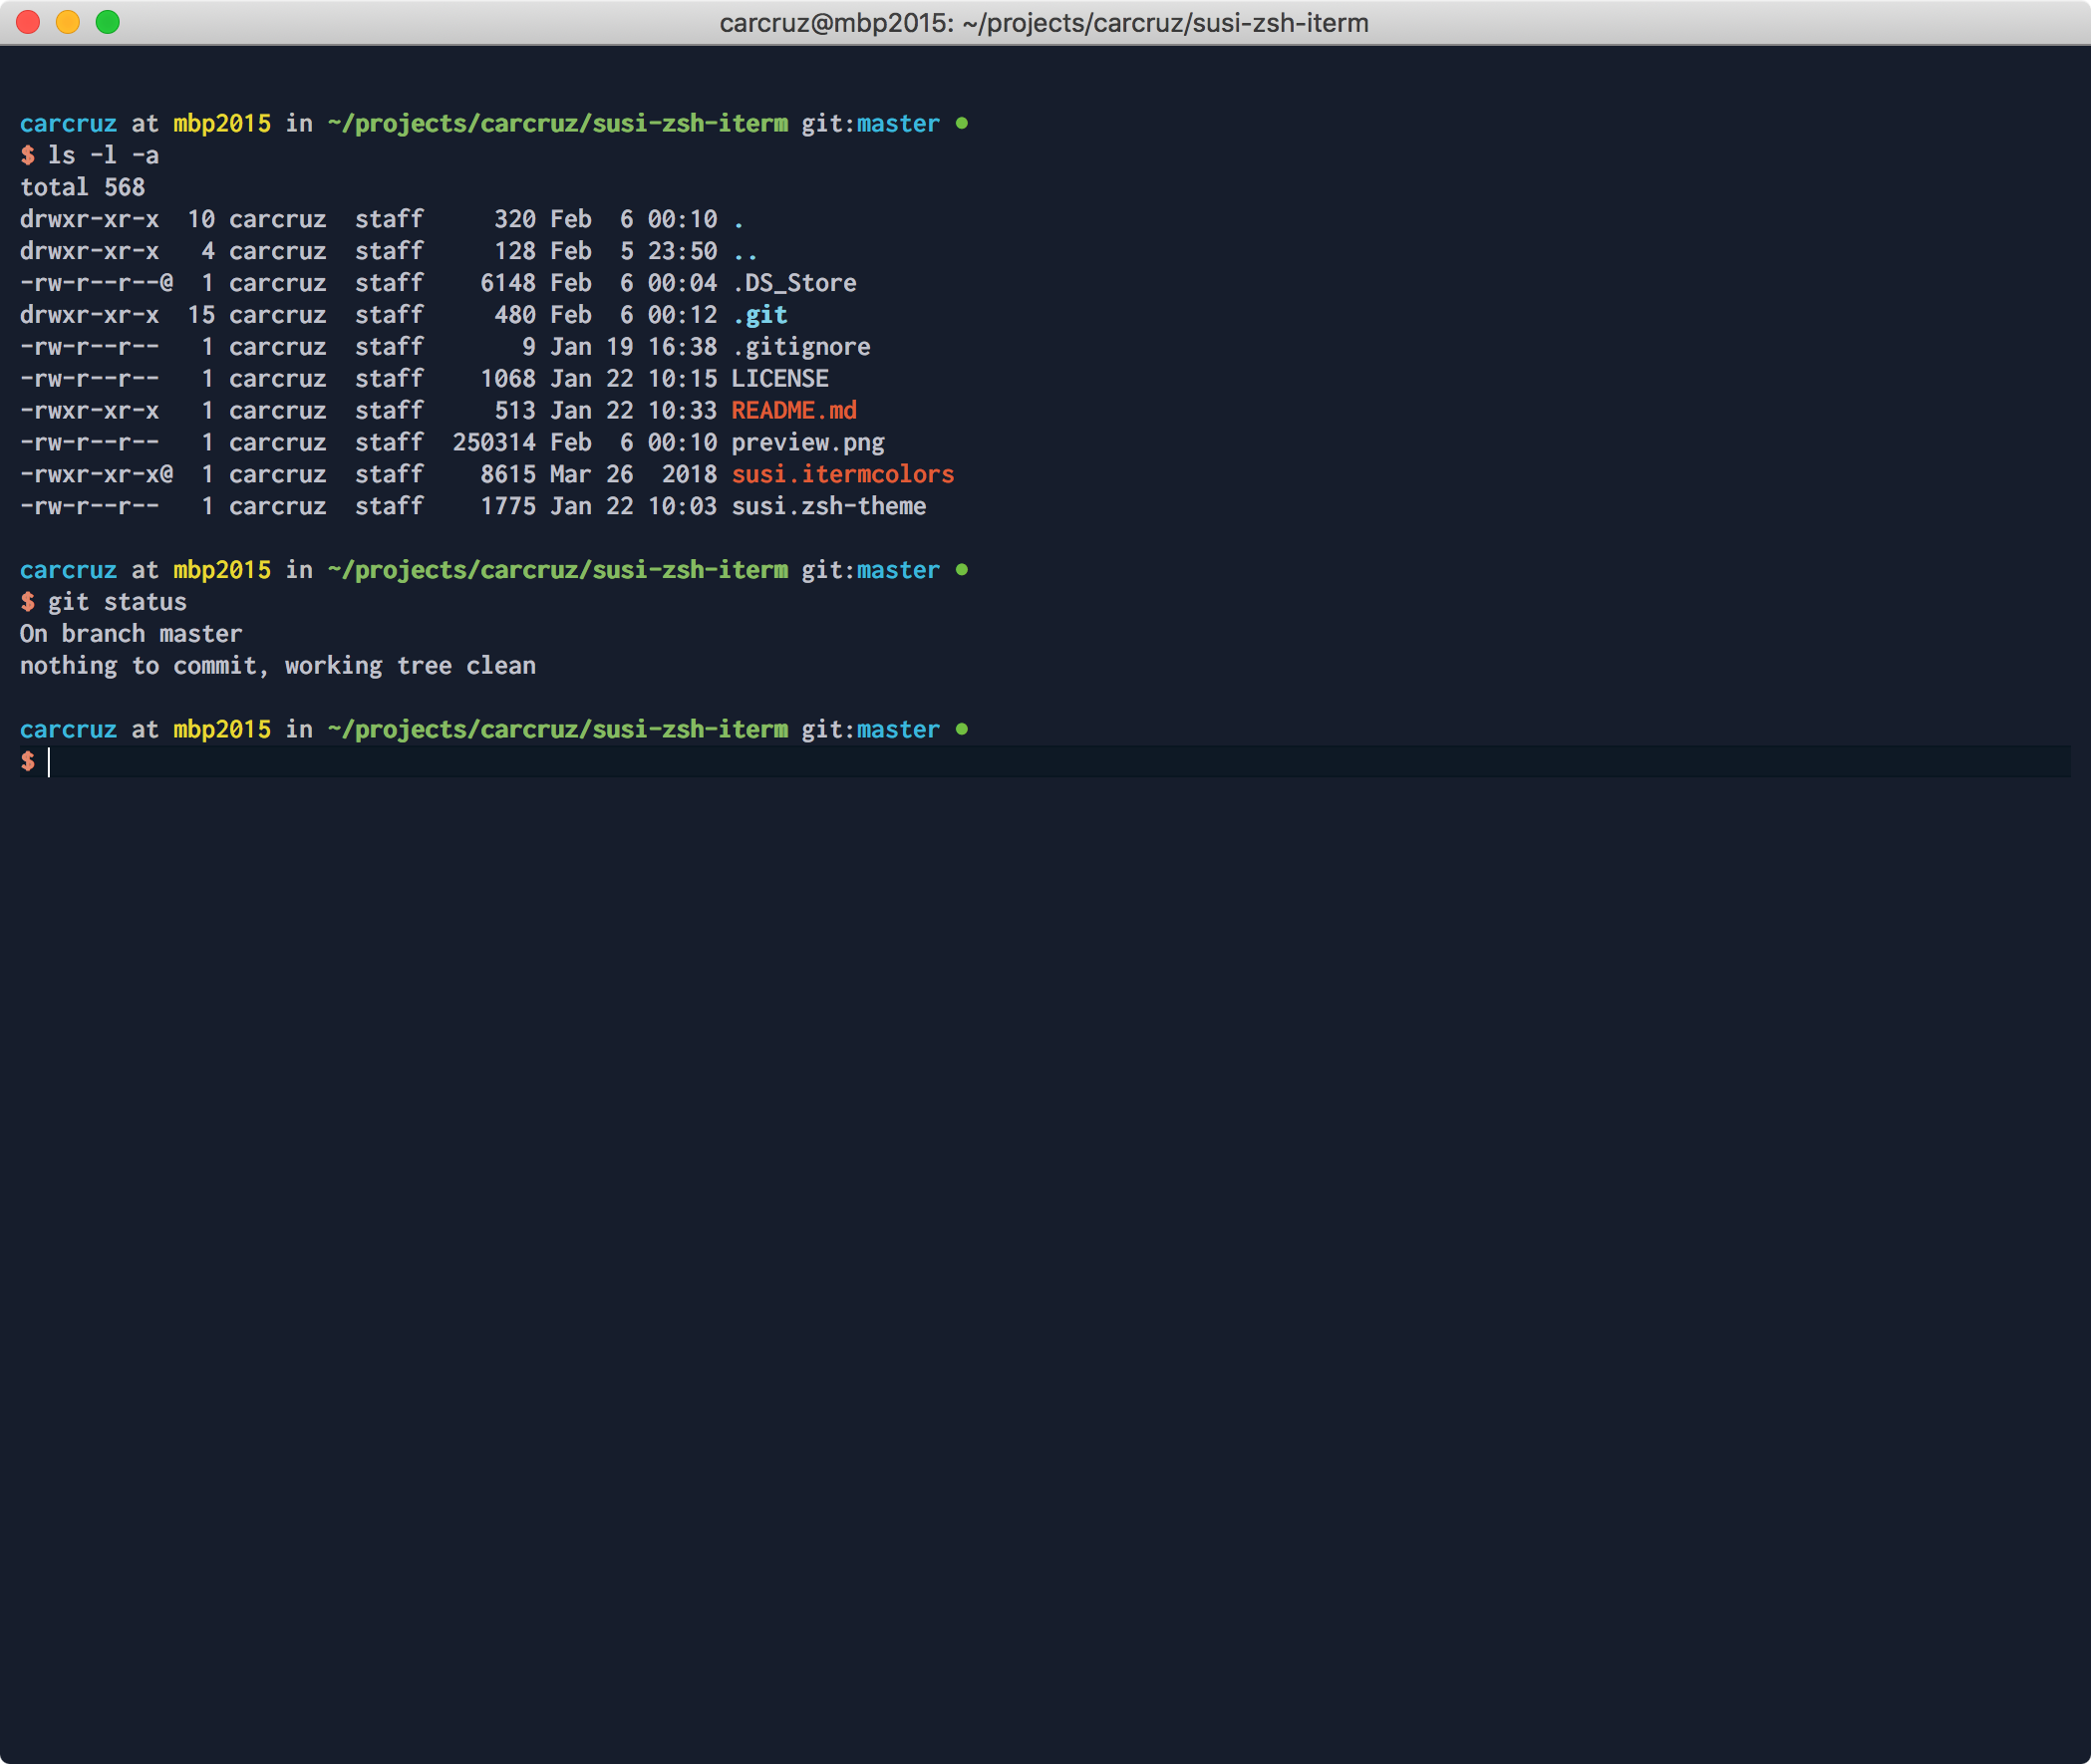 carcruz@mbp2015: ~/projects/carcruz/susi-zsh-iterm
carcruz at mbp2015 in ~/projects/carcruz/susi-zsh-iterm git:master ●
$ ls -l -a
total 568
drwxr-xr-x  10 carcruz  staff     320 Feb  6 00:10 .
drwxr-xr-x   4 carcruz  staff     128 Feb  5 23:50 ..
-rw-r--r--@  1 carcruz  staff    6148 Feb  6 00:04 .DS_Store
drwxr-xr-x  15 carcruz  staff     480 Feb  6 00:12 .git
-rw-r--r--   1 carcruz  staff       9 Jan 19 16:38 .gitignore
-rw-r--r--   1 carcruz  staff    1068 Jan 22 10:15 LICENSE
-rwxr-xr-x   1 carcruz  staff     513 Jan 22 10:33 README.md
-rw-r--r--   1 carcruz  staff  250314 Feb  6 00:10 preview.png
-rwxr-xr-x@  1 carcruz  staff    8615 Mar 26  2018 susi.itermcolors
-rw-r--r--   1 carcruz  staff    1775 Jan 22 10:03 susi.zsh-theme
carcruz at mbp2015 in ~/projects/carcruz/susi-zsh-iterm git:master ●
$ git status
On branch master
nothing to commit, working tree clean
carcruz at mbp2015 in ~/projects/carcruz/susi-zsh-iterm git:master ●
$